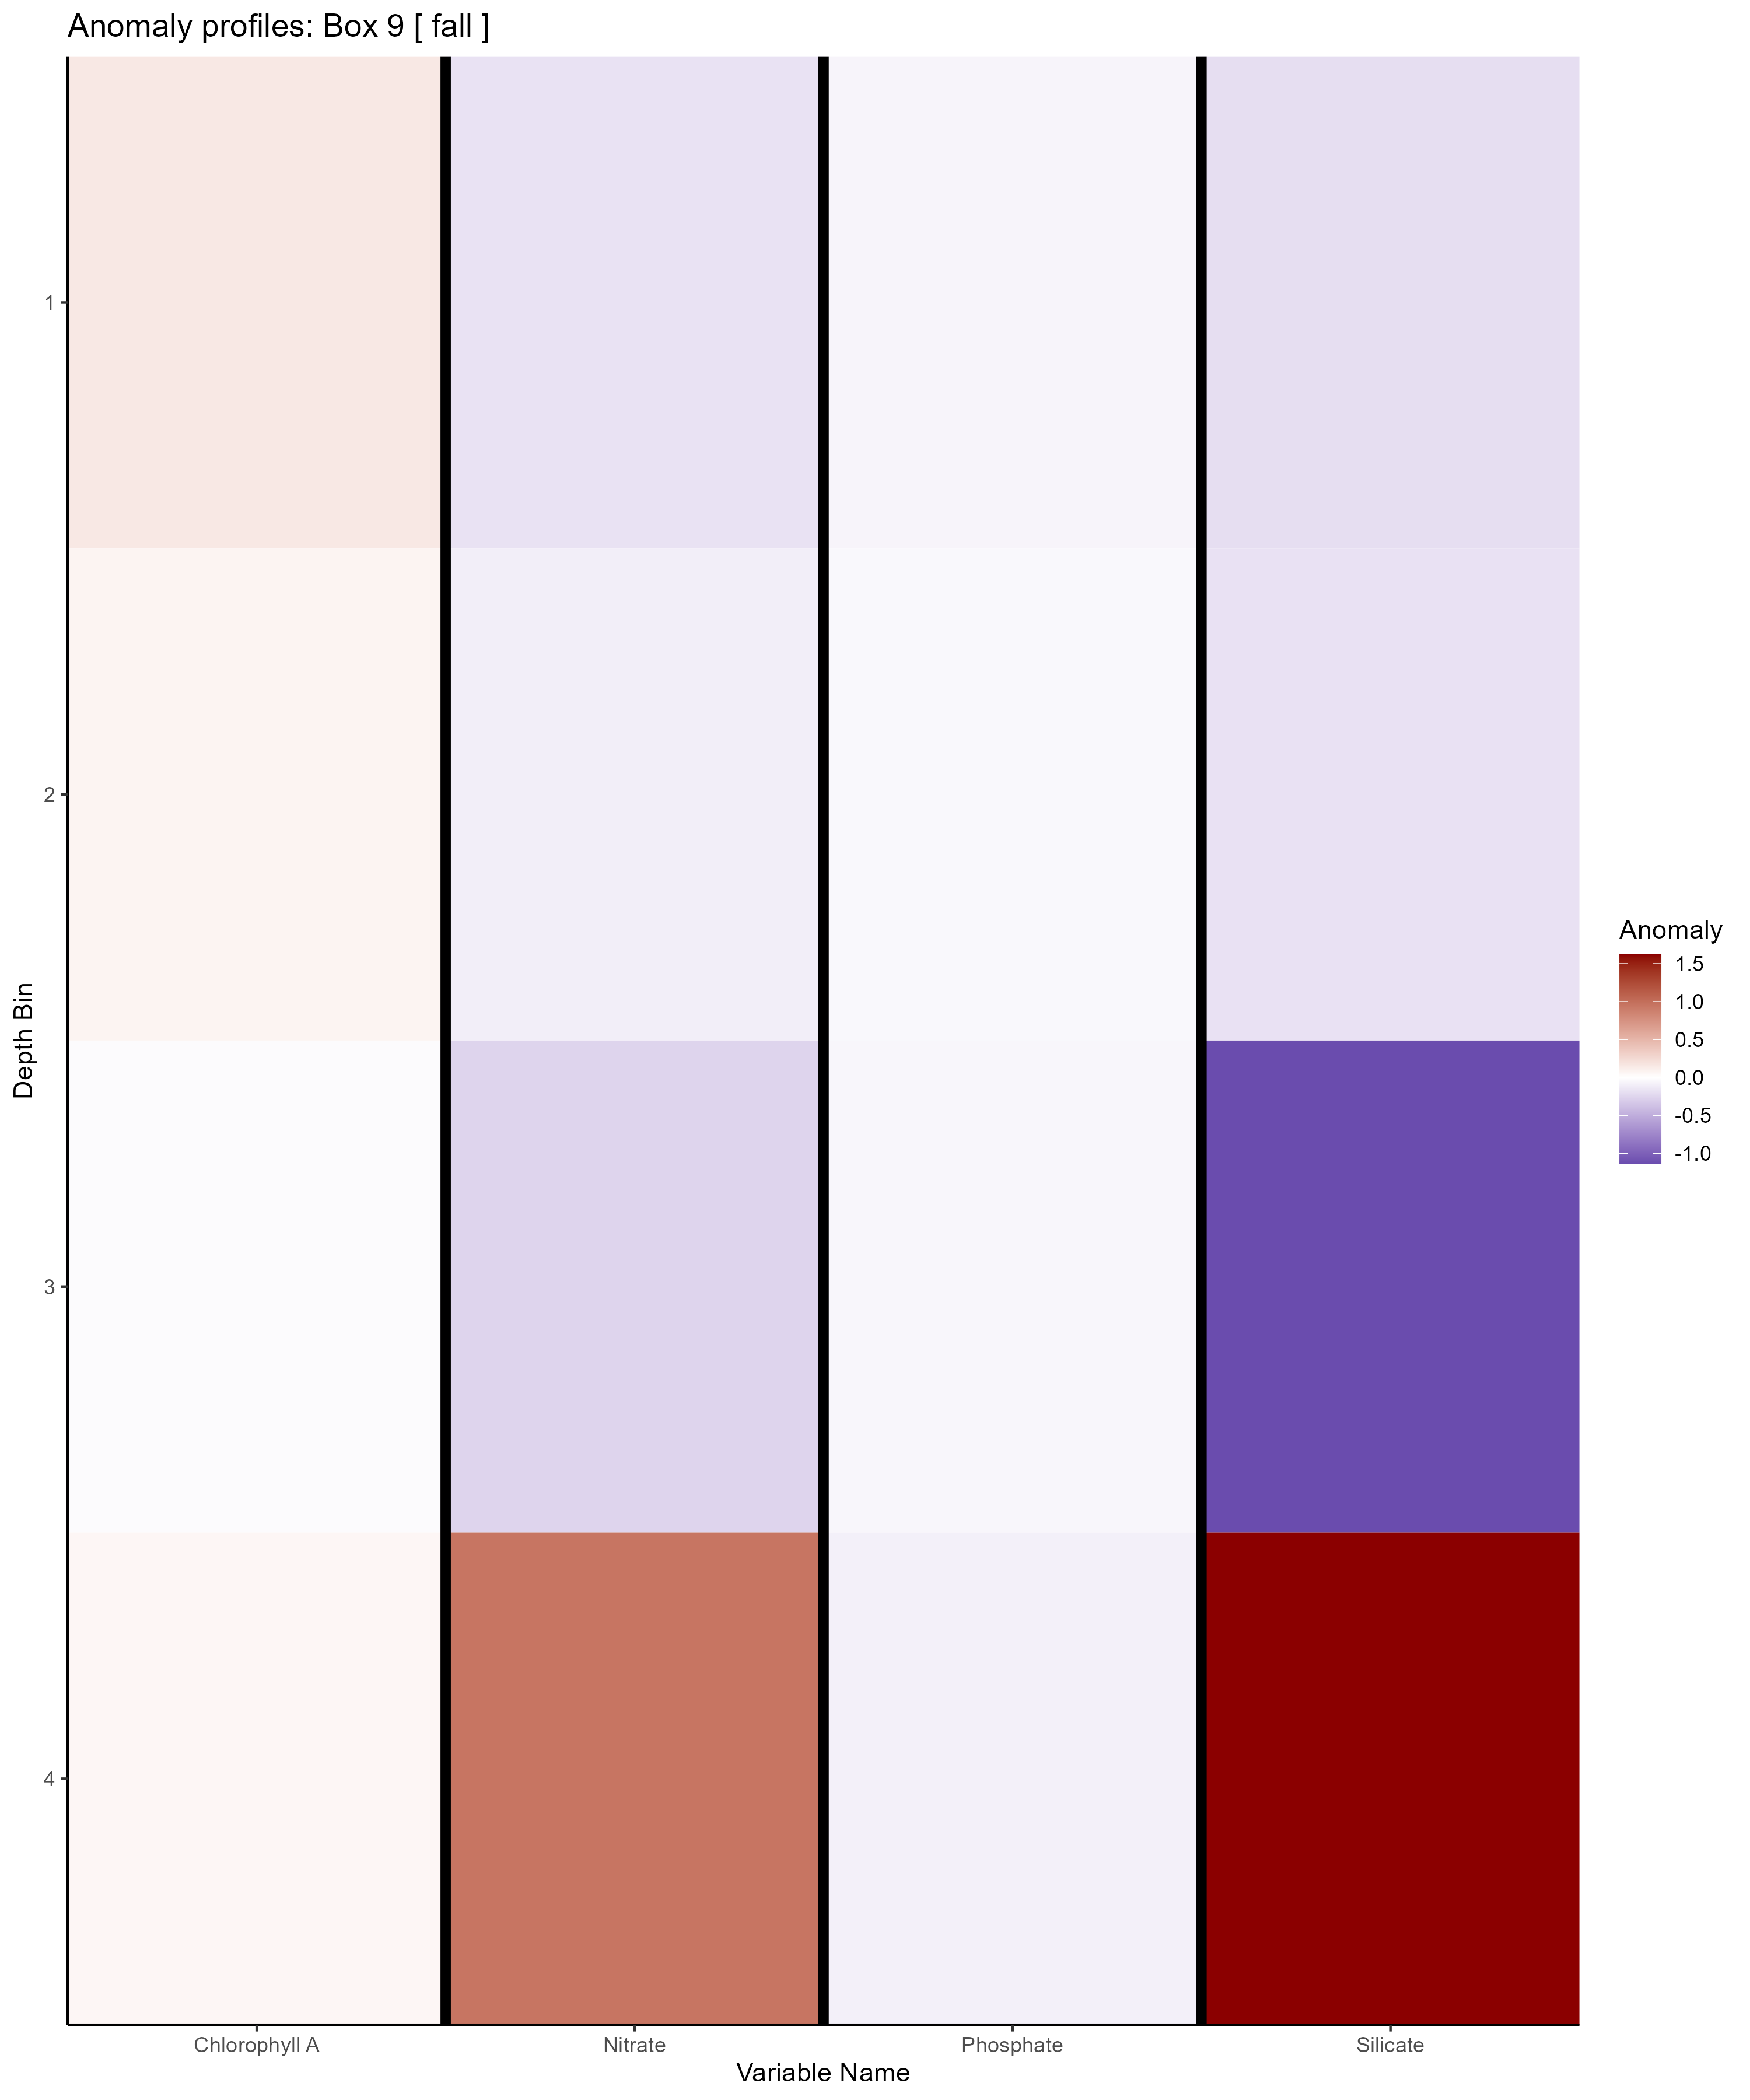 Anomaly profiles: Box 9 [ fall ]
1
2
3
4
Depth Bin
Chlorophyll A
Nitrate
Phosphate
Silicate
Variable Name
Anomaly
1.5
1.0
0.5
0.0
-0.5
-1.0